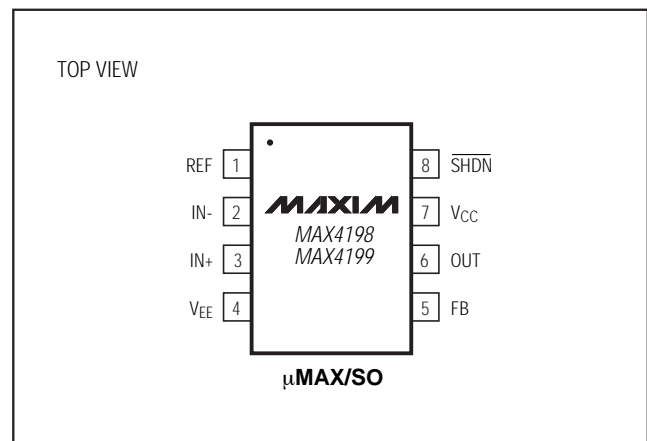 TOP VIEW
REF 1
IN- 2
IN+ 3
VEE 4
MAXIM
MAX4198
MAX4199
8 SHDN
7 VCC
6 OUT
5 FB
μMAX/SO